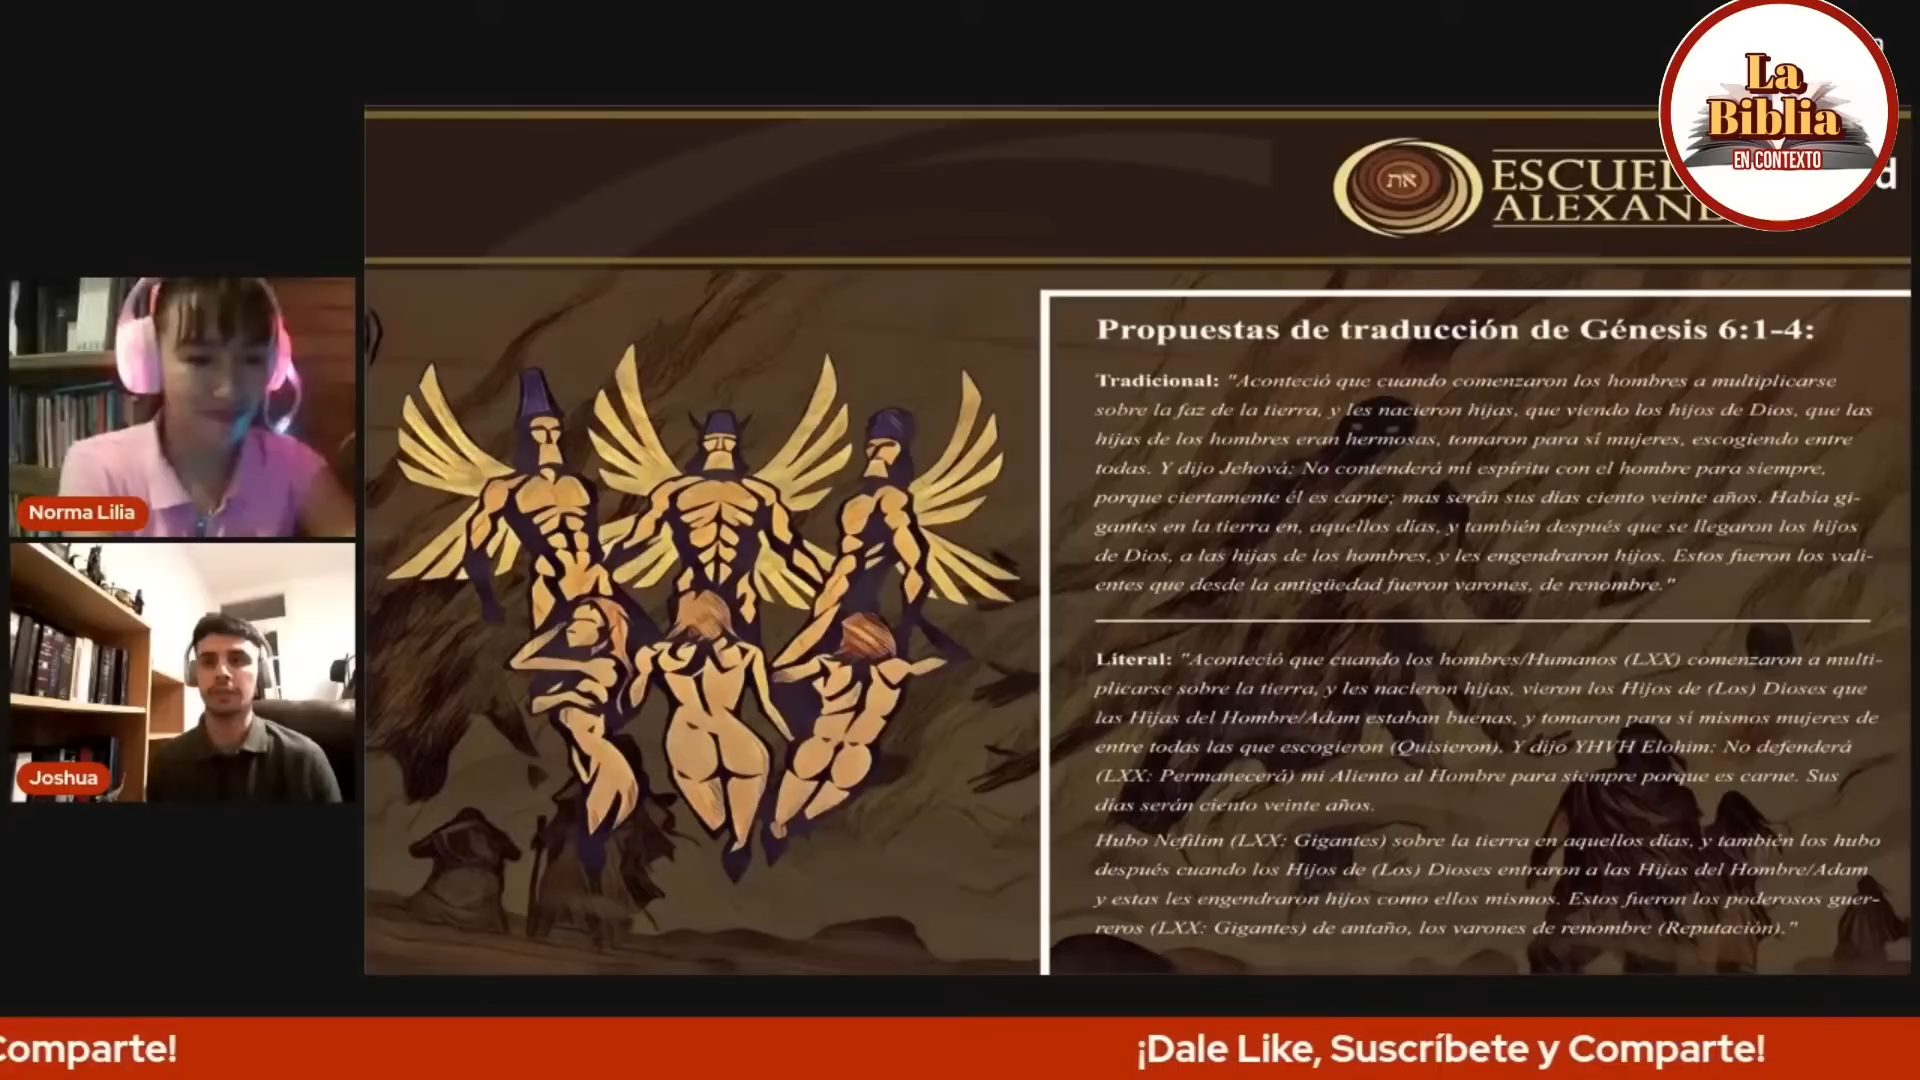 La
Biblia
EN CONTEXTO
את
ESCUEL
ALEXAN
d
Norma Lilia
Joshua
Propuestas de traducción de Génesis 6:1-4:
Tradicional: "Aconteció que cuando comenzaron los hombres a multiplicarse
sobre la faz de la tierra, y les nacieron hijas, que viendo los hijos de Dios, que las
hijas de los hombres eran hermosas, tomaron para sí mujeres, escogiendo entre
todas. Y dijo Jehová: No contenderá mi espíritu con el hombre para siempre,
porque ciertamente él es carne; mas serán sus días ciento veinte años. Había gi-
gantes en la tierra en, aquellos días, y también después que se llegaron los hijos
de Dios, a las hijas de los hombres, y les engendraron hijos. Estos fueron los vali-
entes que desde la antigüedad fueron varones, de renombre."
Literal: "Aconteció que cuando los hombres/Humanos (LXX) comenzaron a multi-
plicarse sobre la tierra, y les nacieron hijas, vieron los Hijos de (Los) Dioses que
las Hijas del Hombre/Adam estaban buenas, y tomaron para sí mismos mujeres de
entre todas las que escogieron (Quisieron). Y dijo YHVH Elohim: No defenderá
(LXX: Permanecerá) mi Aliento al Hombre para siempre porque es carne. Sus
días serán ciento veinte años.
Hubo Nefilim (LXX: Gigantes) sobre la tierra en aquellos días, y también los hubo
después cuando los Hijos de (Los) Dioses entraron a las Hijas del Hombre/Adam
y estas les engendraron hijos como ellos mismos. Estos fueron los poderosos guer-
reros (LXX: Gigantes) de antaño, los varones de renombre (Reputación)."
Comparte!
¡Dale Like, Suscríbete y Comparte!